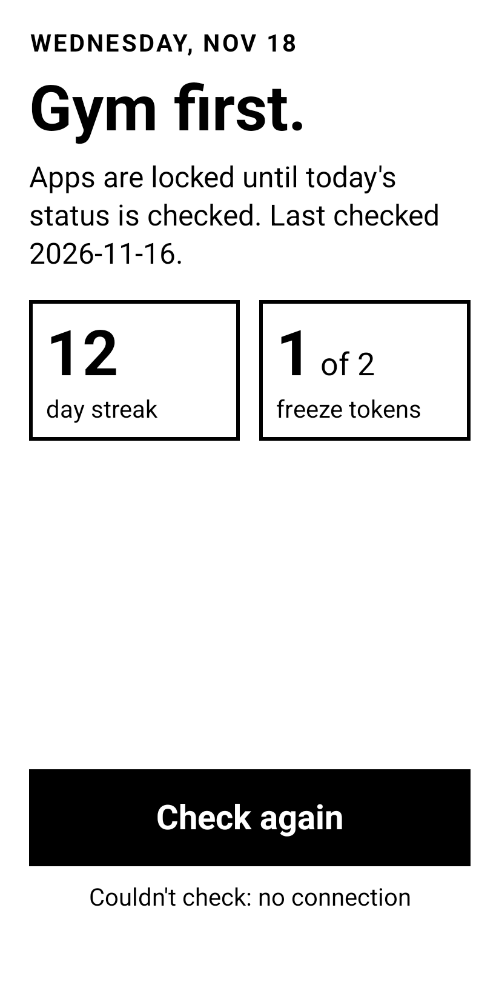 WEDNESDAY, NOV 18
Gym first.
Apps are locked until today's
status is checked. Last checked
2026-11-16.
12
day streak
1 of 2
freeze tokens
Check again
Couldn't check: no connection